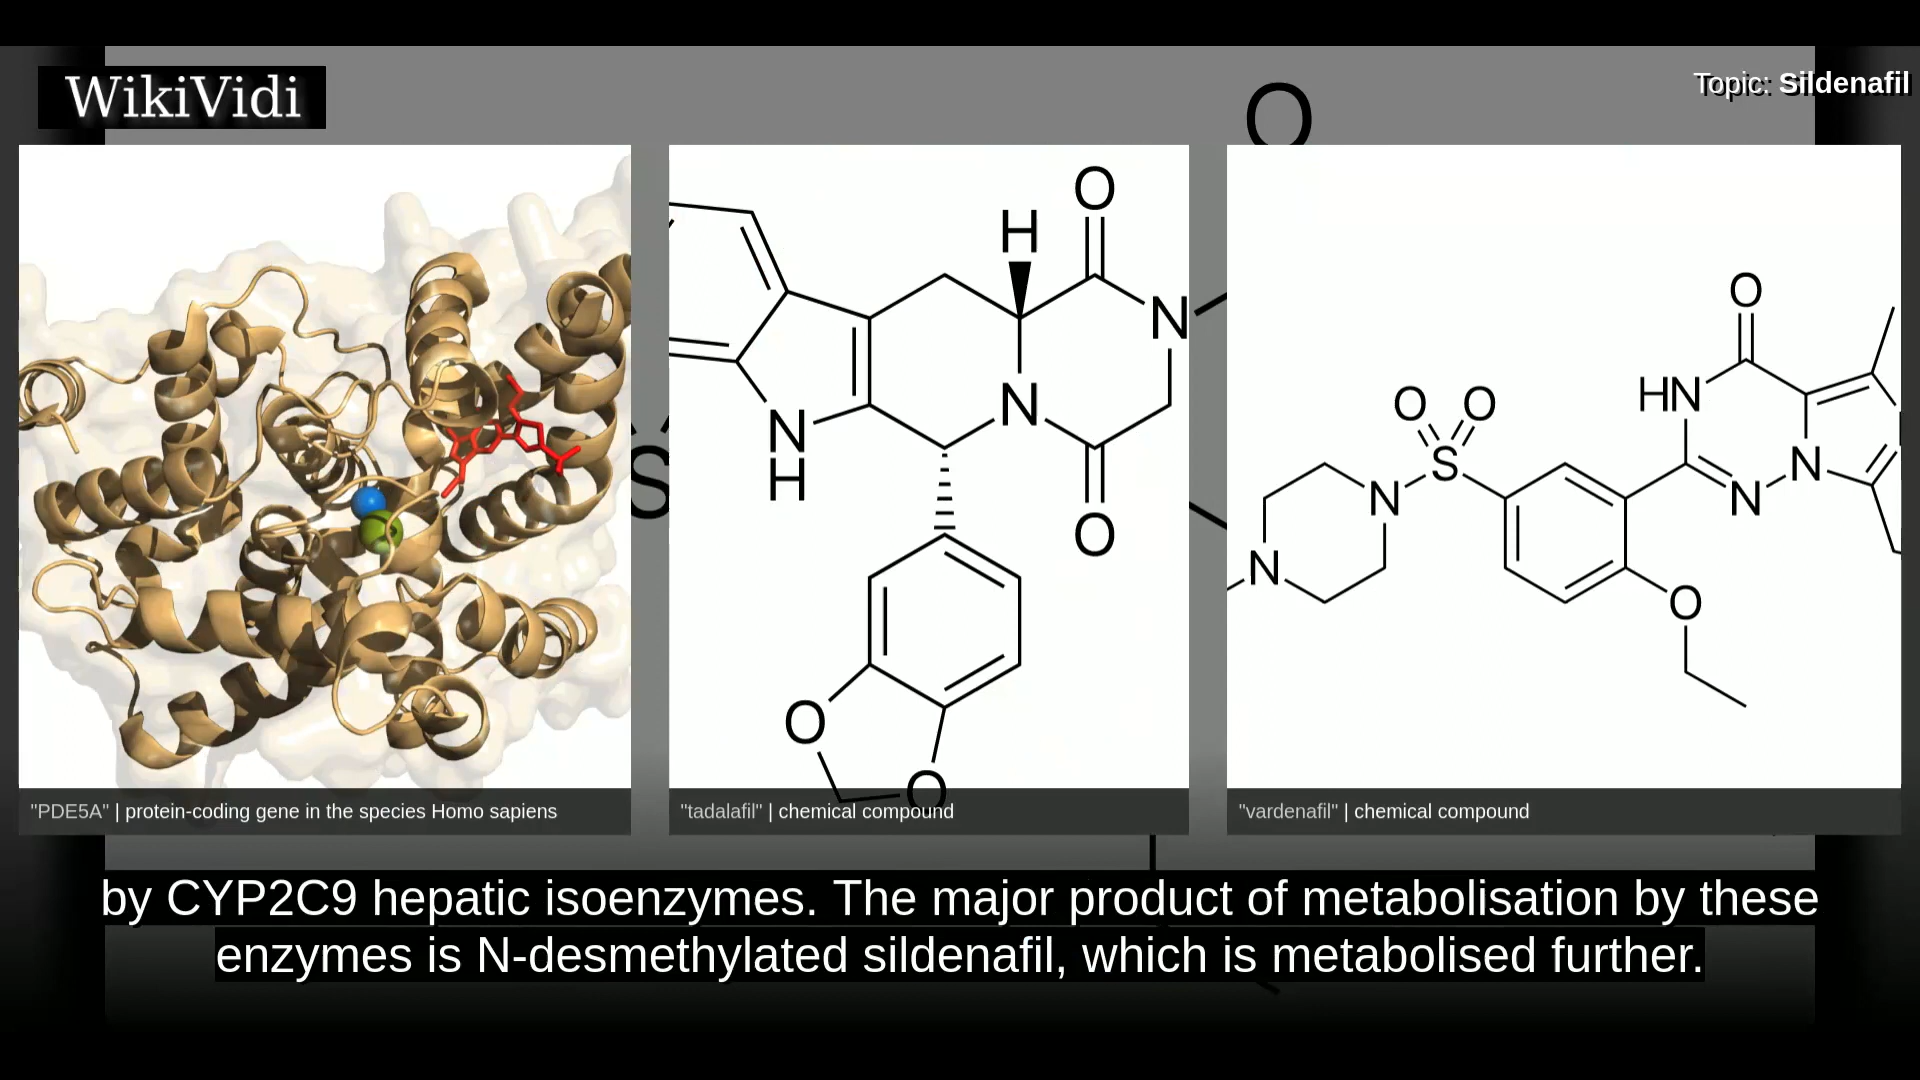 WikiVidi
Topic: Sildenafil
O
S
H
O
N
N
N
H
O
O
O
O
HN
O O
S
N
N
N
N
O
"PDE5A" | protein-coding gene in the species Homo sapiens
"tadalafil" | chemical compound
"vardenafil" | chemical compound
by CYP2C9 hepatic isoenzymes. The major product of metabolisation by these
enzymes is N-desmethylated sildenafil, which is metabolised further.